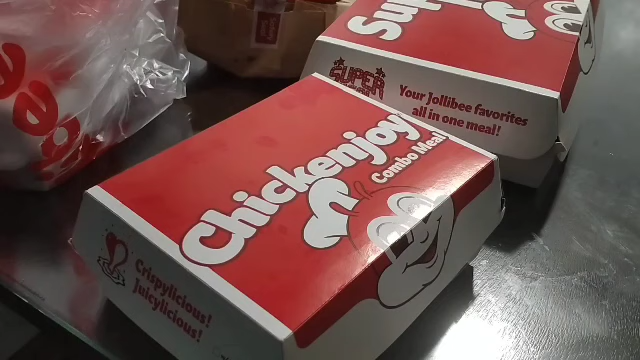 Sup
SUPER
Your Jollibee favorites
all in one meal!
Chickenjoy
Combo Meal
Crispylicious!
Juicylicious!